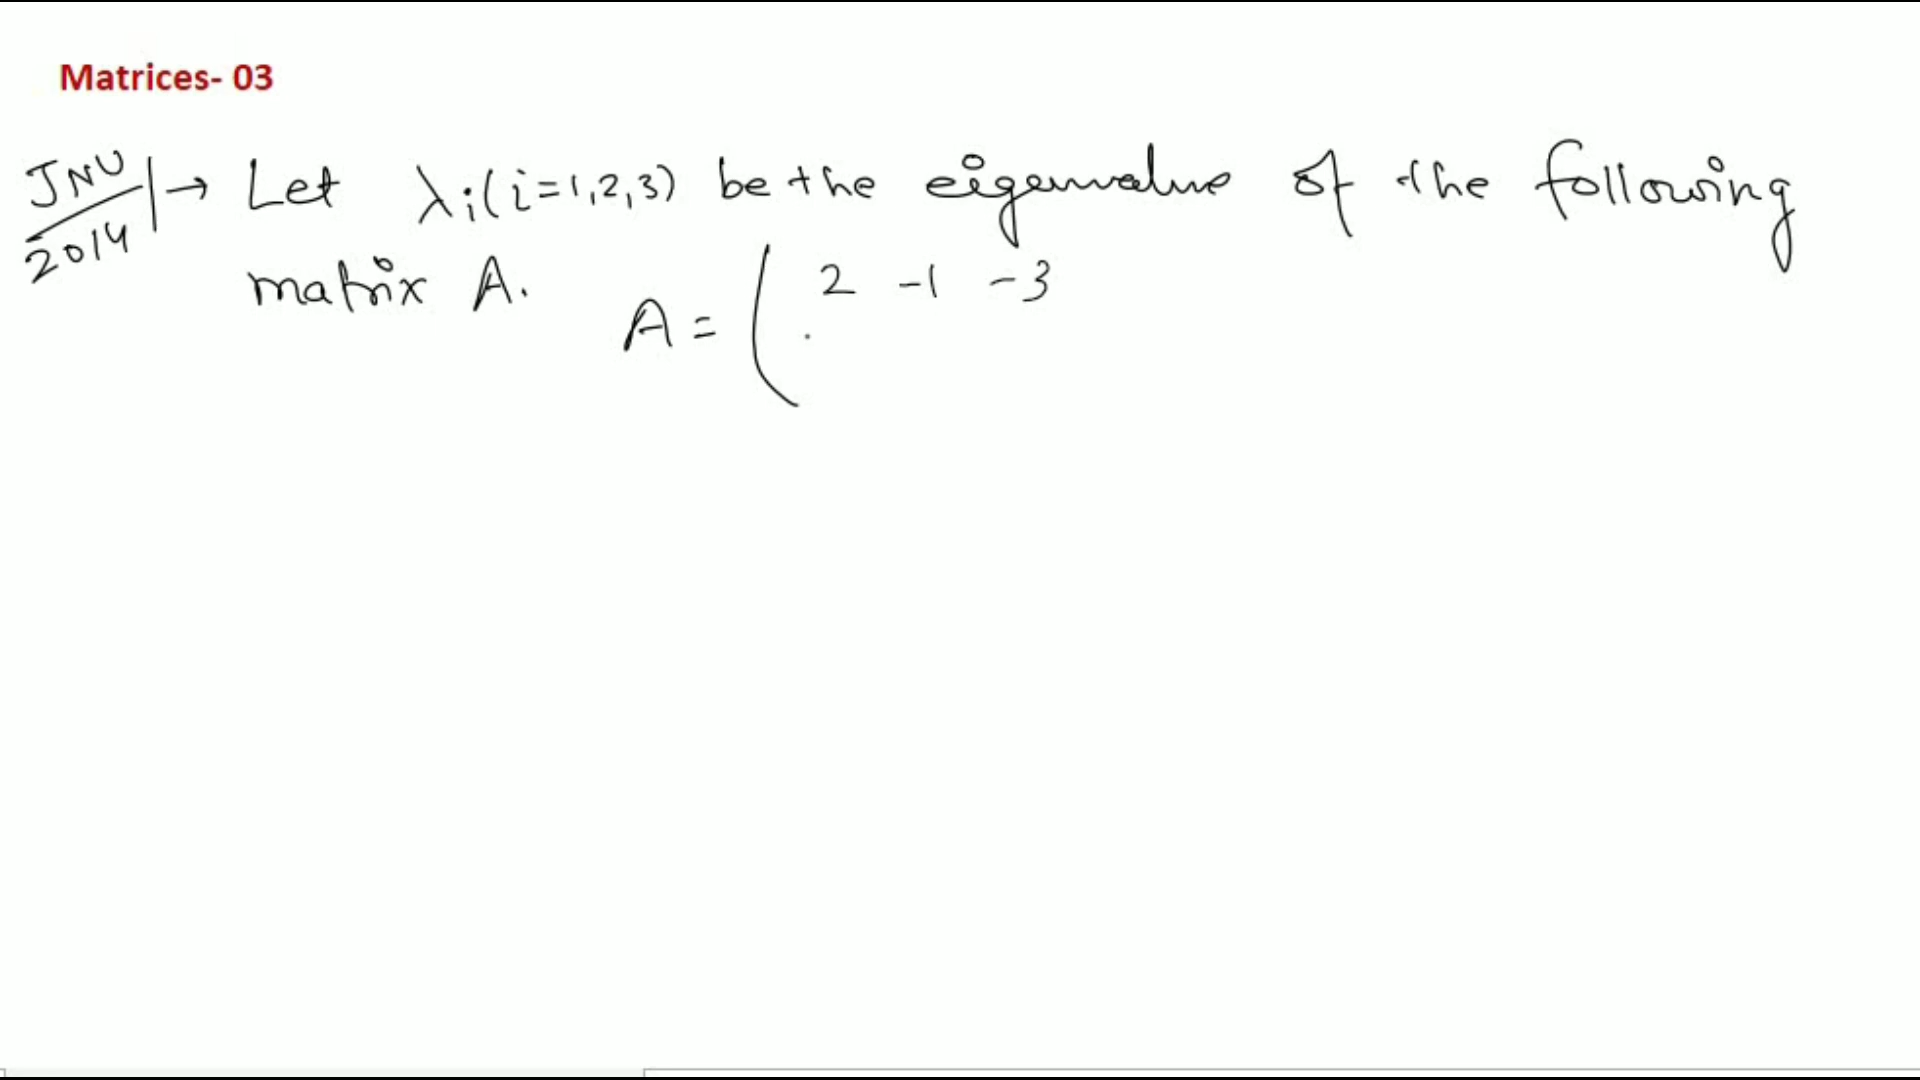 Matrices- 03
JNU/2014 → Let λi (i=1,2,3) be the eigenvalue of the following
matrix A.
A = ( 2 -1 -3